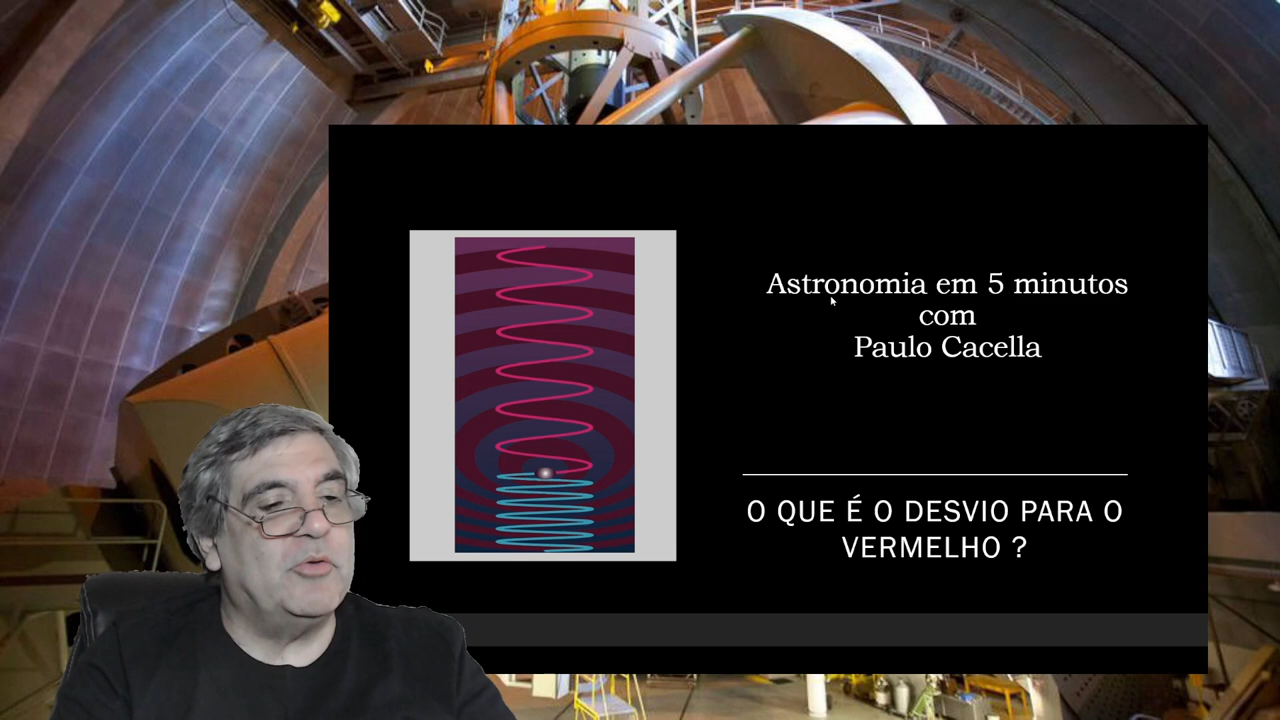 Astronomia em 5 minutos
com
Paulo Cacella
O QUE É O DESVIO PARA O
VERMELHO ?